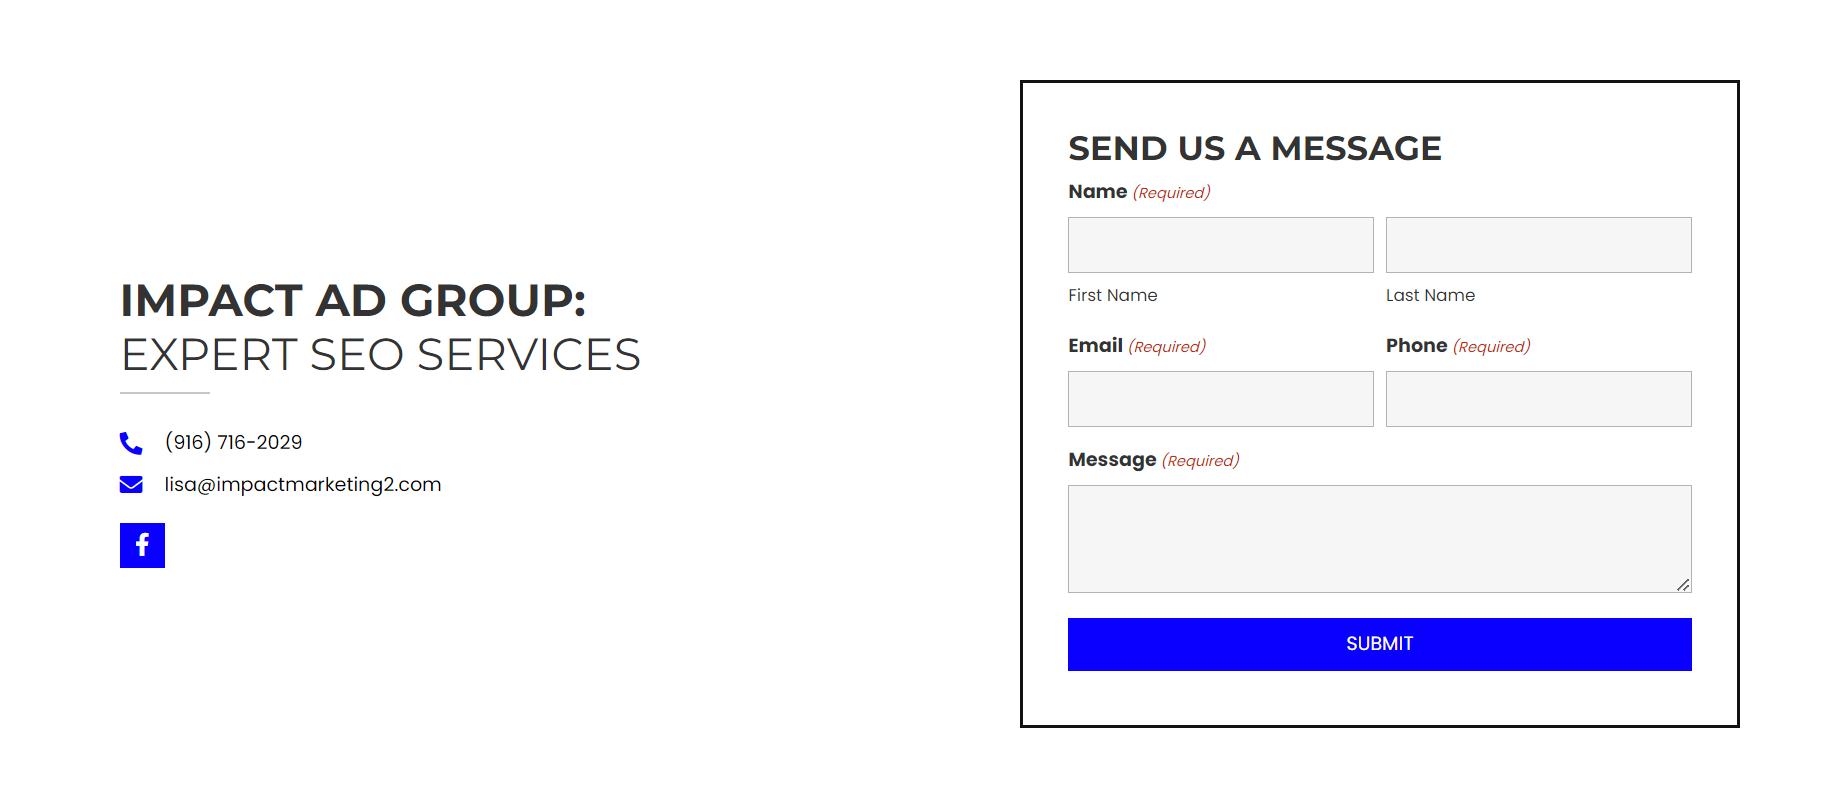 IMPACT AD GROUP:
EXPERT SEO SERVICES
(916) 716-2029
lisa@impactmarketing2.com
SEND US A MESSAGE
Name (Required)
First Name
Last Name
Email (Required)
Phone (Required)
Message (Required)
SUBMIT